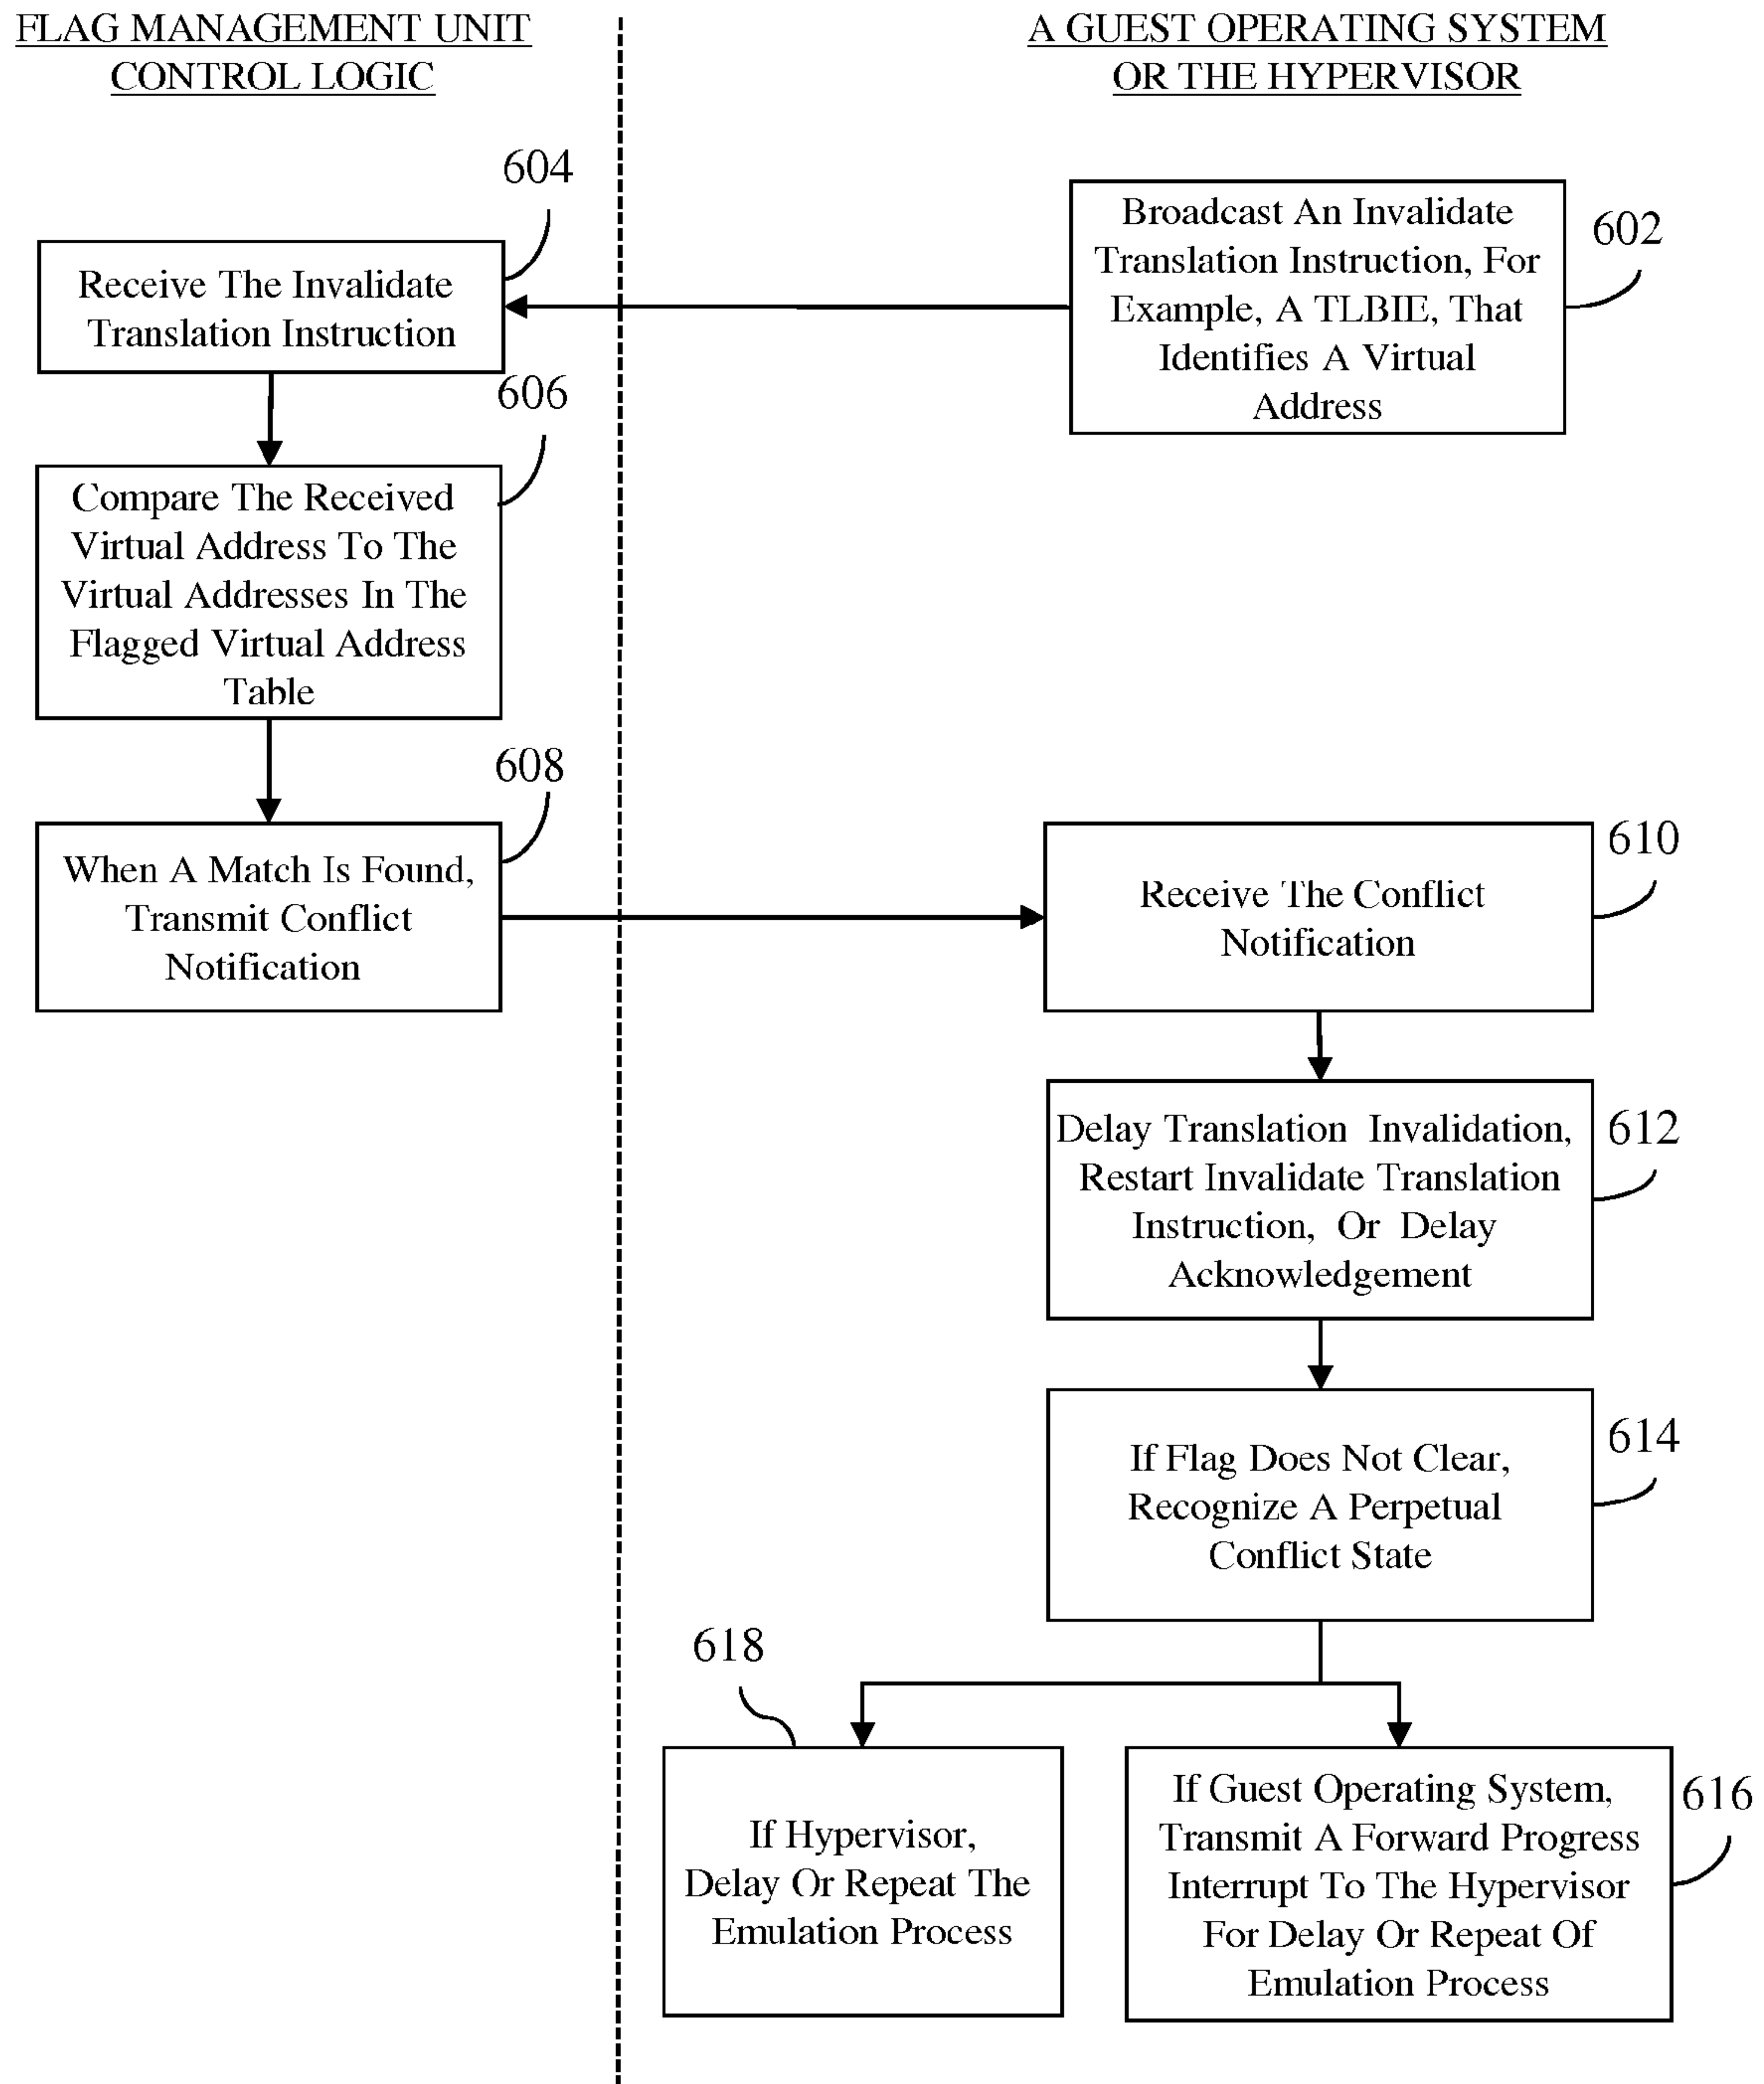 FLAG MANAGEMENT UNIT
CONTROL LOGIC
A GUEST OPERATING SYSTEM
OR THE HYPERVISOR
604
Receive The Invalidate
Translation Instruction
602
Broadcast An Invalidate
Translation Instruction, For
Example, A TLBIE, That
Identifies A Virtual
Address
606
Compare The Received
Virtual Address To The
Virtual Addresses In The
Flagged Virtual Address
Table
608
When A Match Is Found,
Transmit Conflict
Notification
610
Receive The Conflict
Notification
612
Delay Translation Invalidation,
Restart Invalidate Translation
Instruction, Or Delay
Acknowledgement
614
If Flag Does Not Clear,
Recognize A Perpetual
Conflict State
618
If Hypervisor,
Delay Or Repeat The
Emulation Process
616
If Guest Operating System,
Transmit A Forward Progress
Interrupt To The Hypervisor
For Delay Or Repeat Of
Emulation Process